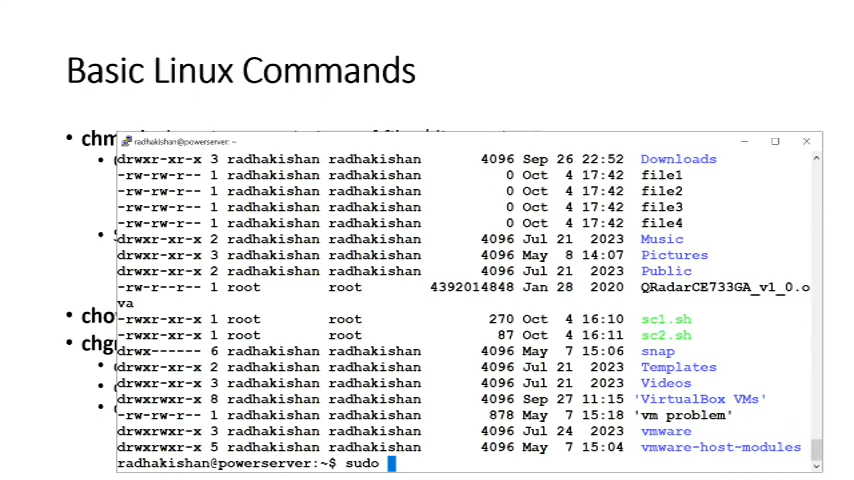 Basic Linux Commands
• chm
radhakishan@powerserver: ~
drwxr-xr-x 3 radhakishan radhakishan 4096 Sep 26 22:52 Downloads
-rw-rw-r-- 1 radhakishan radhakishan 0 Oct 4 17:42 file1
-rw-rw-r-- 1 radhakishan radhakishan 0 Oct 4 17:42 file2
-rw-rw-r-- 1 radhakishan radhakishan 0 Oct 4 17:42 file3
-rw-rw-r-- 1 radhakishan radhakishan 0 Oct 4 17:42 file4
drwxr-xr-x 2 radhakishan radhakishan 4096 Jul 21 2023 Music
drwxr-xr-x 3 radhakishan radhakishan 4096 May 8 14:07 Pictures
drwxr-xr-x 2 radhakishan radhakishan 4096 Jul 21 2023 Public
-rw-r--r-- 1 root root 4392014848 Jan 28 2020 QRadarCE733GA_v1_0.o
va
• cho
-rwxr-xr-x 1 root root 270 Oct 4 16:10 sc1.sh
-rwxr-xr-x 1 root root 87 Oct 4 16:11 sc2.sh
• chg
drwx------ 6 radhakishan radhakishan 4096 May 7 15:06 snap
drwxr-xr-x 2 radhakishan radhakishan 4096 Jul 21 2023 Templates
drwxr-xr-x 3 radhakishan radhakishan 4096 Jul 21 2023 Videos
drwxrwxr-x 8 radhakishan radhakishan 4096 Sep 27 11:15 'VirtualBox VMs'
-rw-rw-r-- 1 radhakishan radhakishan 878 May 7 15:18 'vm problem'
drwxrwxr-x 3 radhakishan radhakishan 4096 Jul 24 2023 vmware
drwxrwxr-x 5 radhakishan radhakishan 4096 May 7 15:04 vmware-host-modules
radhakishan@powerserver:~$ sudo